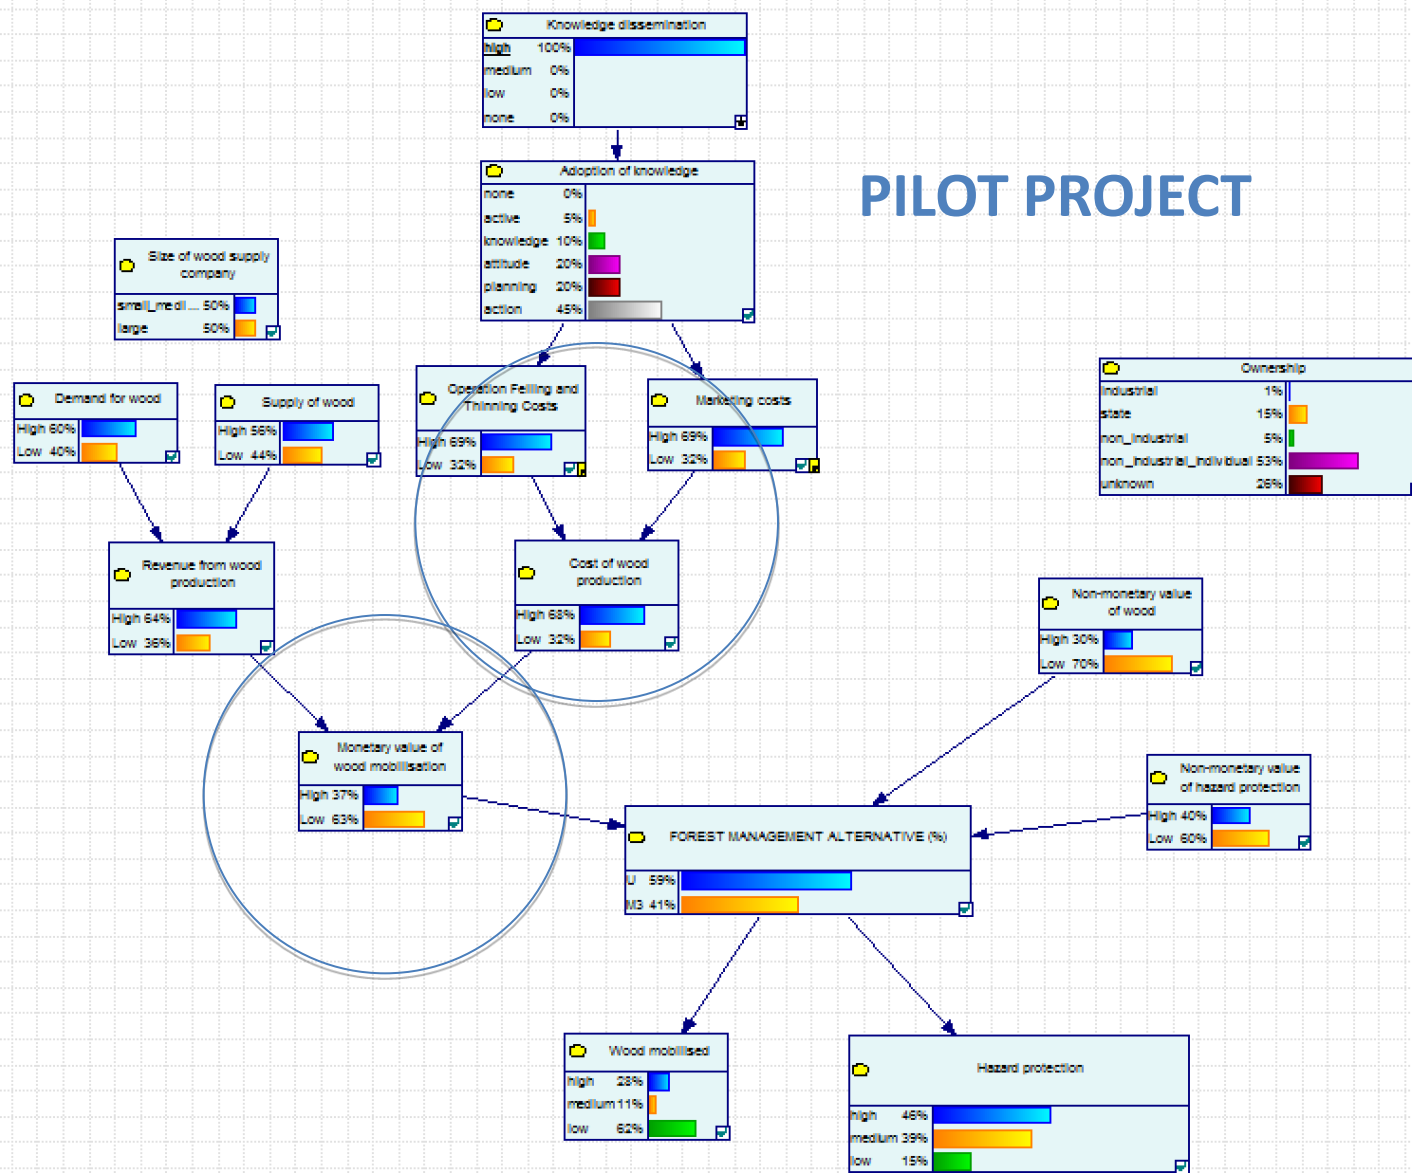 Knowledge dissemination
high 100%
medium 0%
low 0%
none 0%
Adoption of knowledge
none 0%
active 5%
knowledge 10%
attitude 20%
planning 20%
action 45%
PILOT PROJECT
Size of wood supply
company
small_medi... 50%
large 50%
Demand for wood
High 60%
Low 40%
Supply of wood
High 56%
Low 44%
Operation Felling and
Thinning Costs
High 69%
Low 32%
Marketing costs
High 69%
Low 32%
Ownership
industrial 1%
state 15%
non_industrial 5%
non_industrial_individual 53%
unknown 26%
Revenue from wood
production
High 64%
Low 36%
Cost of wood
production
High 68%
Low 32%
Non-monetary value
of wood
High 30%
Low 70%
Monetary value of
wood mobilisation
High 37%
Low 63%
Non-monetary value
of hazard protection
High 40%
Low 60%
FOREST MANAGEMENT ALTERNATIVE (%)
U 59%
M3 41%
Wood mobilised
high 28%
medium 11%
low 62%
Hazard protection
high 46%
medium 39%
low 15%